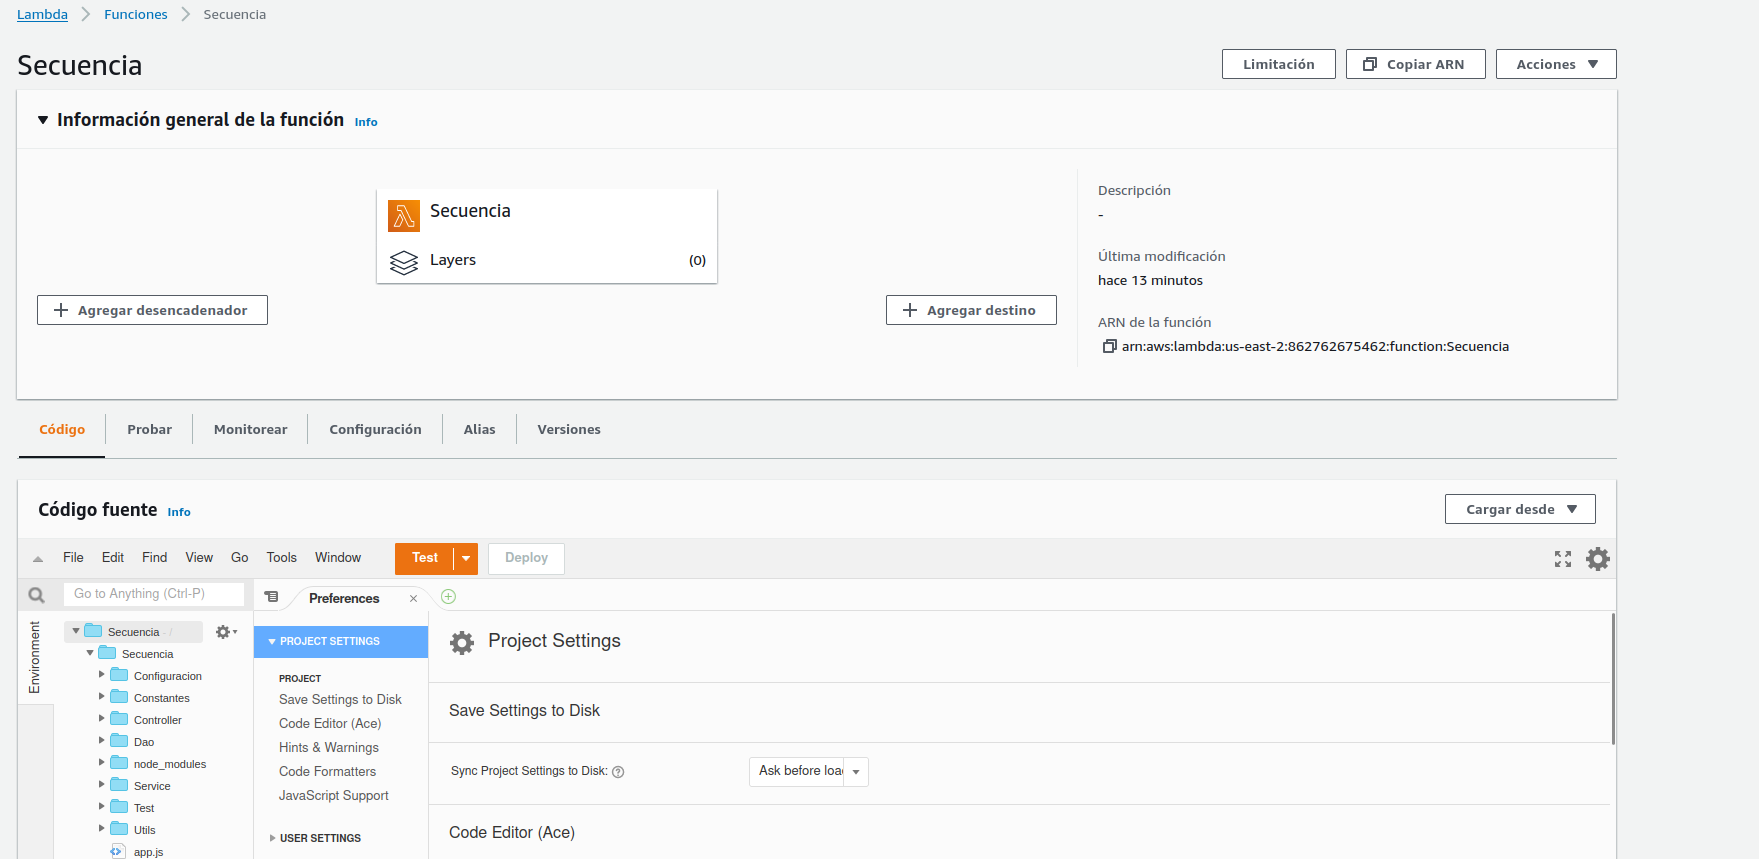 Lambda Funciones Secuencia
Secuencia
Limitación Copiar ARN Acciones
Información general de la función Info
Secuencia
Layers (0)
Agregar desencadenador
Agregar destino
Descripción
-
Última modificación
hace 13 minutos
ARN de la función
arn:aws:lambda:us-east-2:862762675462:function:Secuencia
Código Probar Monitorear Configuración Alias Versiones
Código fuente Info
Cargar desde
File Edit Find View Go Tools Window Test Deploy
Go to Anything (Ctrl-P)
Preferences
Environment
Secuencia - /
Secuencia
Configuracion
Constantes
Controller
Dao
node_modules
Service
Test
Utils
app.js
PROJECT SETTINGS
PROJECT
Save Settings to Disk
Code Editor (Ace)
Hints & Warnings
Code Formatters
JavaScript Support
USER SETTINGS
Project Settings
Save Settings to Disk
Sync Project Settings to Disk: Ask before loa
Code Editor (Ace)